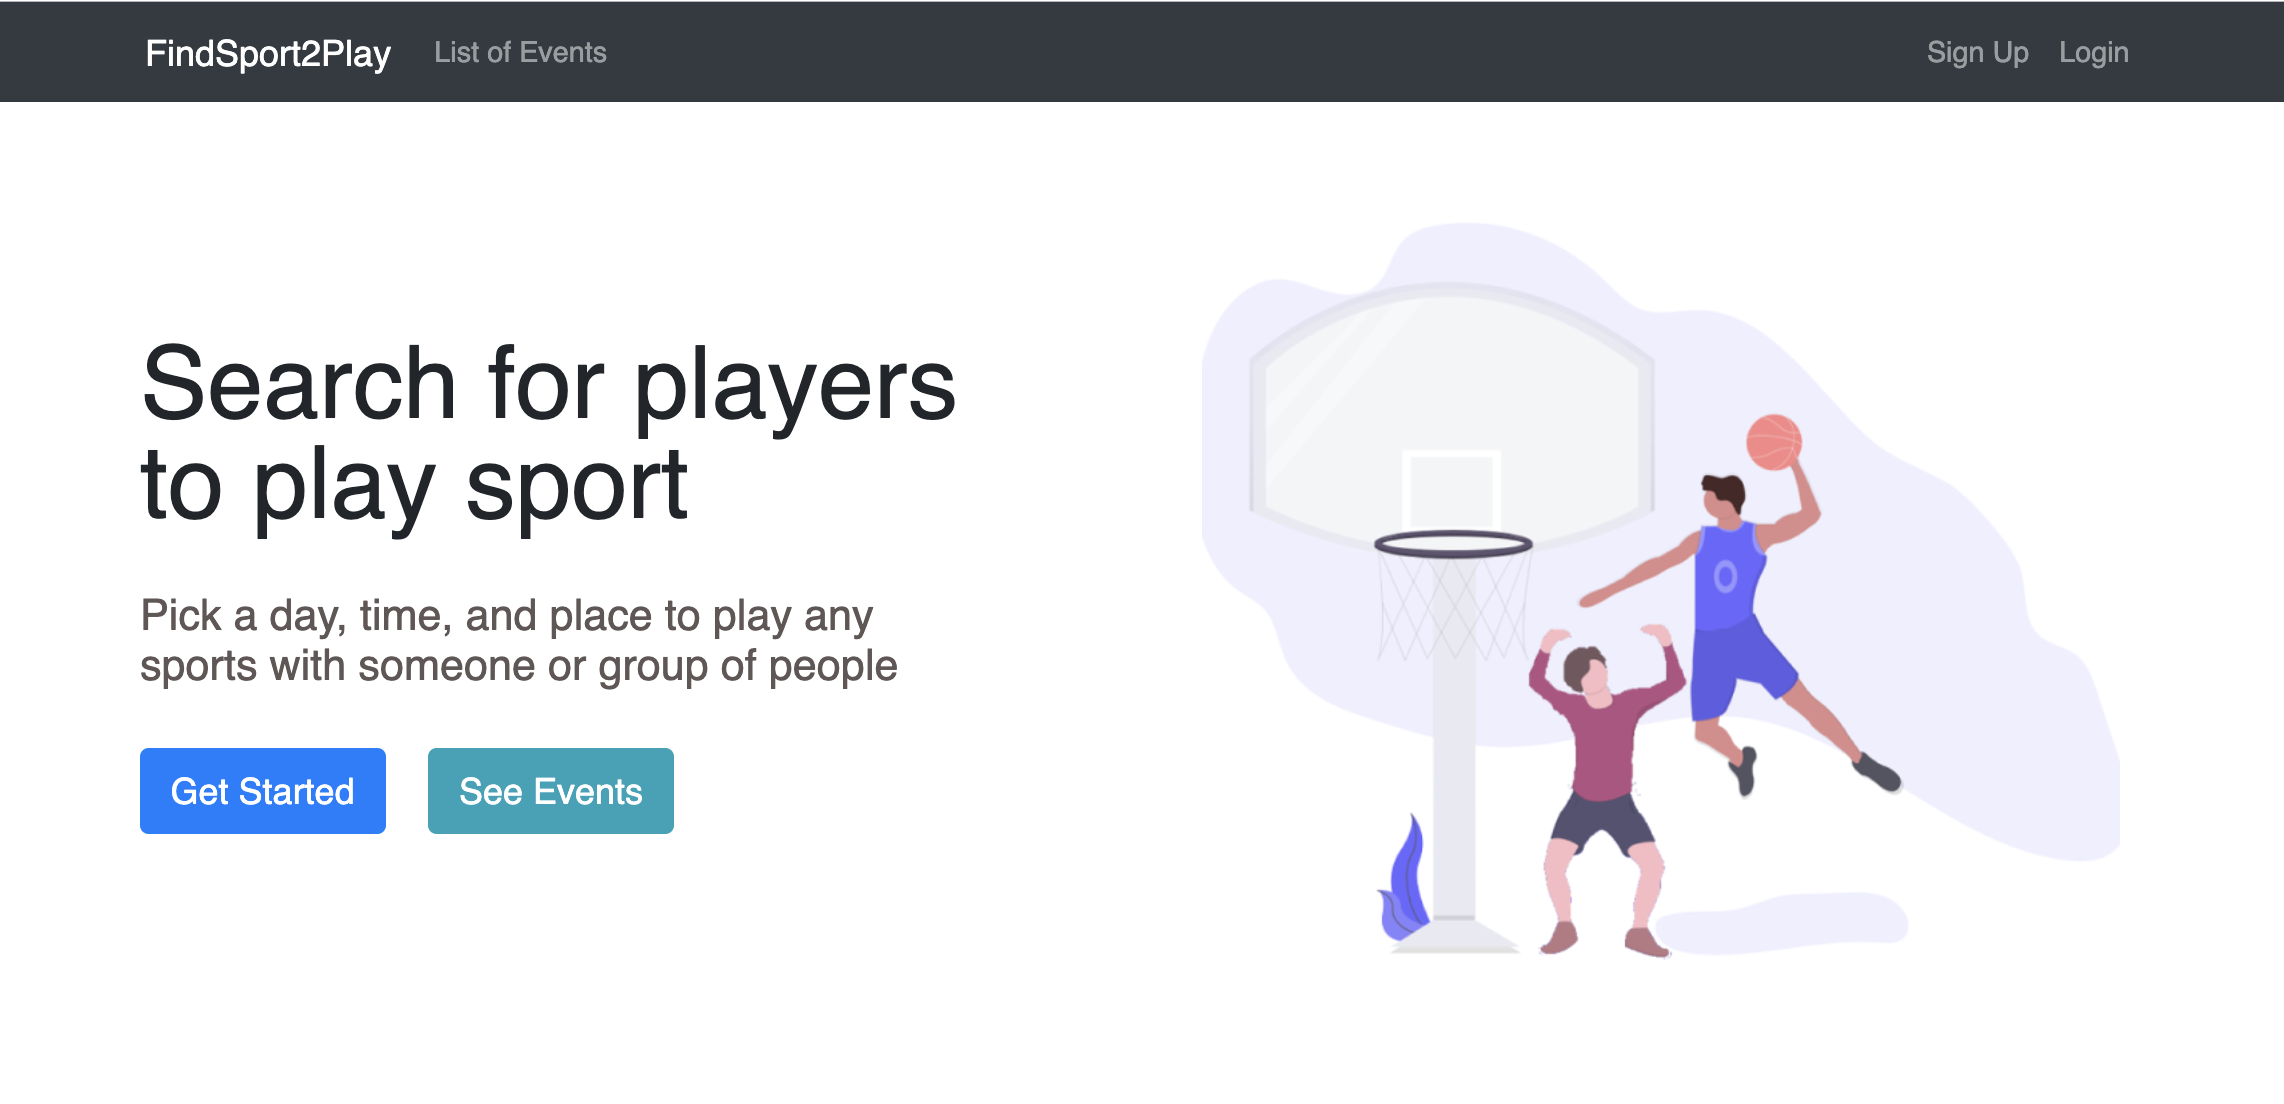 FindSport2Play List of Events Sign Up Login
Search for players
to play sport
Pick a day, time, and place to play any
sports with someone or group of people
Get Started See Events